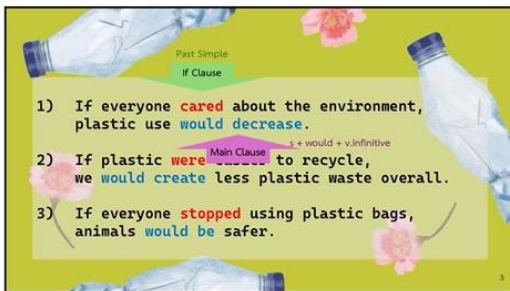 Past Simple
If Clause
1) If everyone cared about the environment,
plastic use would decrease.
Main Clause
s + would + v.infinitive
2) If plastic were to recycle,
we would create less plastic waste overall.
3) If everyone stopped using plastic bags,
animals would be safer.
3